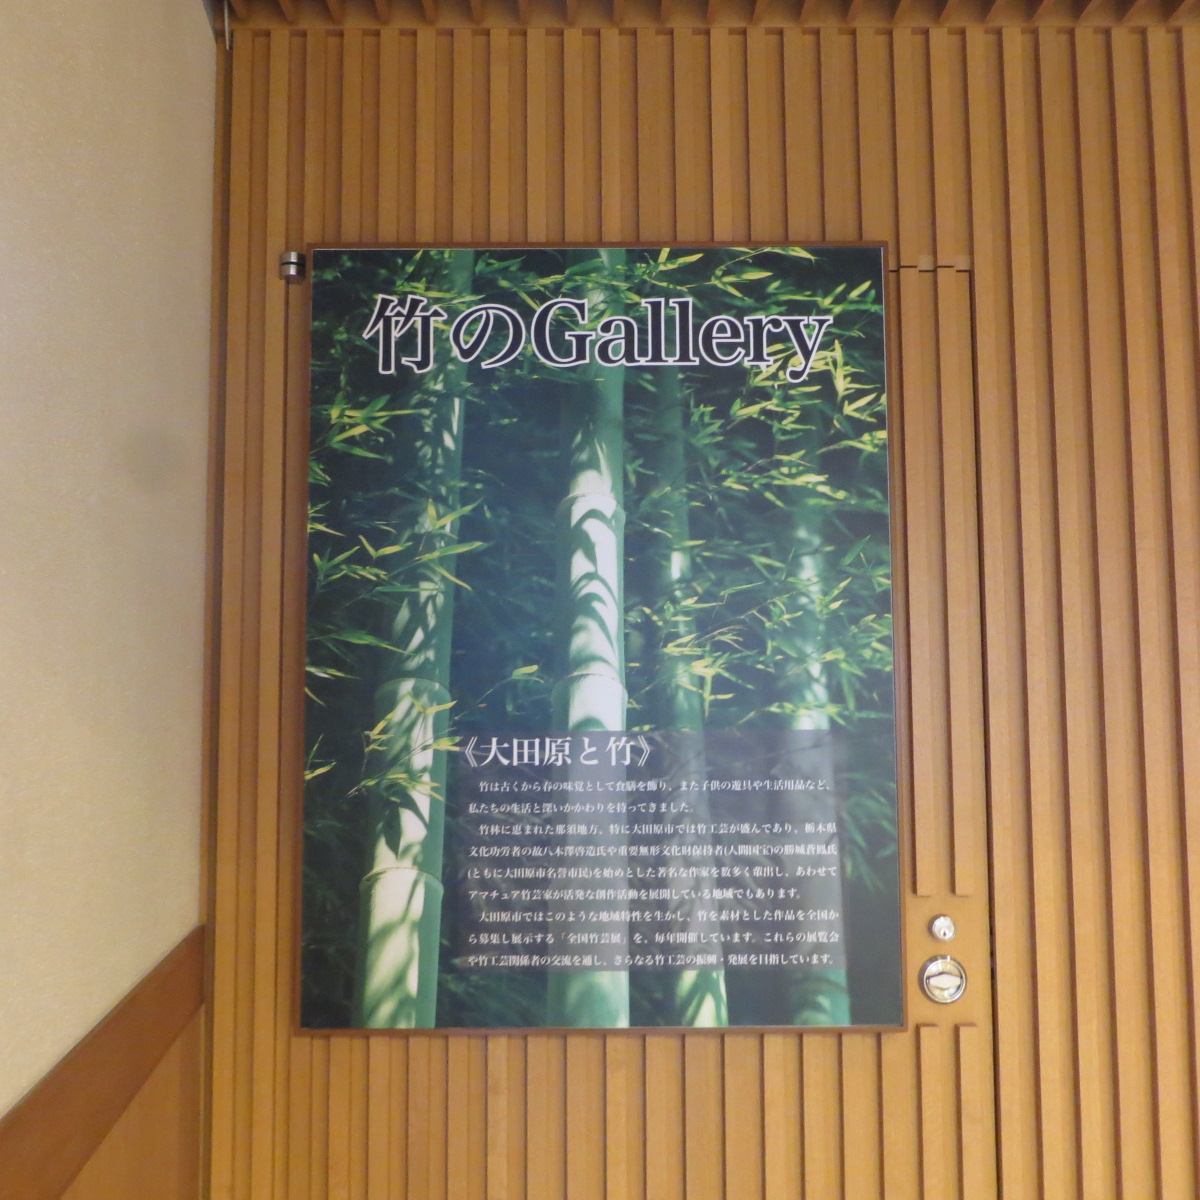 竹のGallery
《大田原と竹》
竹は古くから春の味覚として食膳を飾り、また子供の遊具や生活用品など、
私たちの生活と深いかかわりを持ってきました。
竹林に恵まれた那須地方、特に大田原市では竹工芸が盛んであり、栃木県
文化功労者の故八木澤啓造氏や重要無形文化財保持者(人間国宝)の勝城蒼鳳氏
(ともに大田原市名誉市民)を始めとした著名な作家を数多く輩出し、あわせて
アマチュア竹芸家が活発な創作活動を展開している地域でもあります。
大田原市ではこのような地域特性を生かし、竹を素材とした作品を全国か
ら募集し展示する「全国竹芸展」を、毎年開催しています。これらの展覧会
や竹工芸関係者の交流を通し、さらなる竹工芸の振興・発展を目指しています。